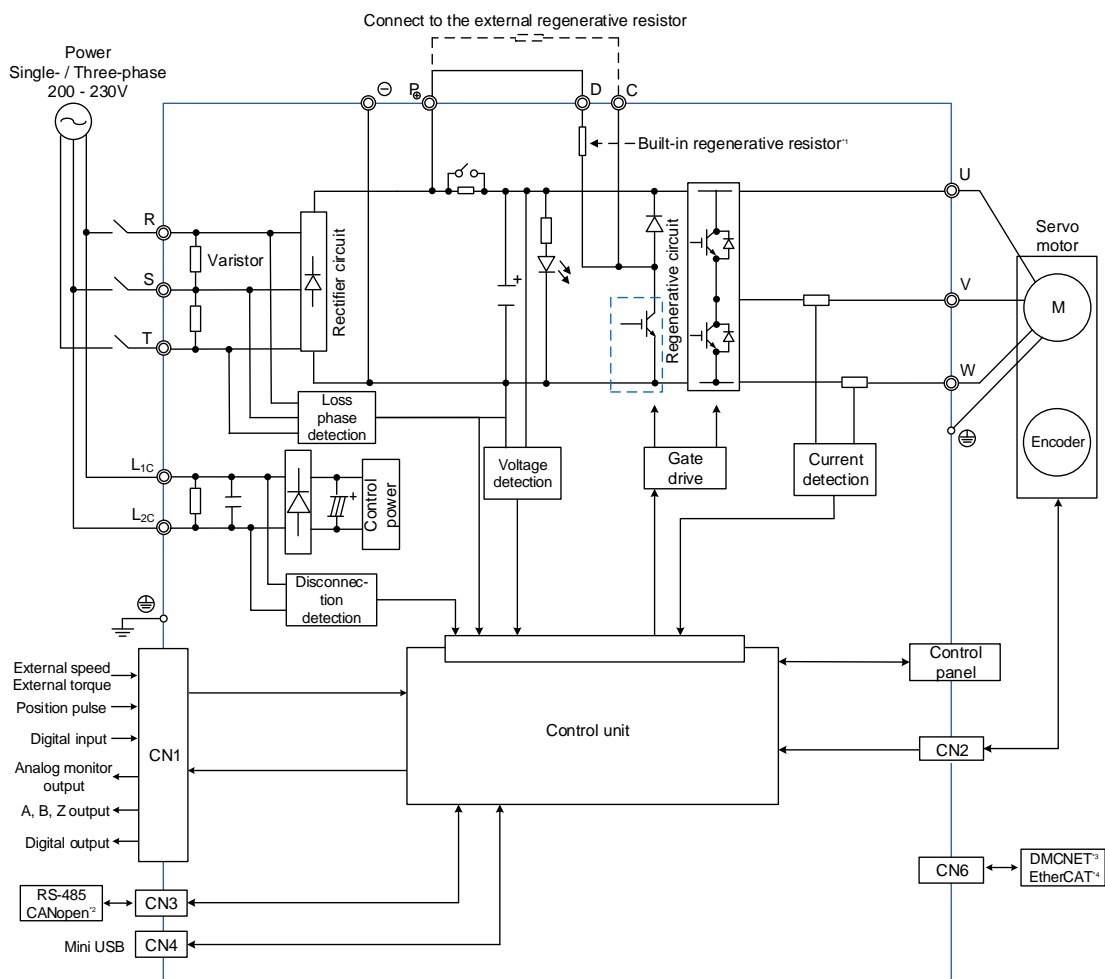 Connect to the external regenerative resistor
Power
Single- / Three-phase
200 - 230V
⊖
P⊕
D
C
Built-in regenerative resistor*1
R
S
T
Varistor
Rectifier circuit
+
Regenerative circuit
U
V
W
Servo
motor
M
Encoder
Loss
phase
detection
Voltage
detection
Gate
drive
Current
detection
L1C
L2C
+
Control
power
Disconnec-
tion
detection
External speed
External torque
Position pulse
Digital input
Analog monitor
output
A, B, Z output
Digital output
CN1
Control unit
Control
panel
CN2
CN6
DMCNET*3
EtherCAT*4
RS-485
CANopen*2
CN3
Mini USB
CN4